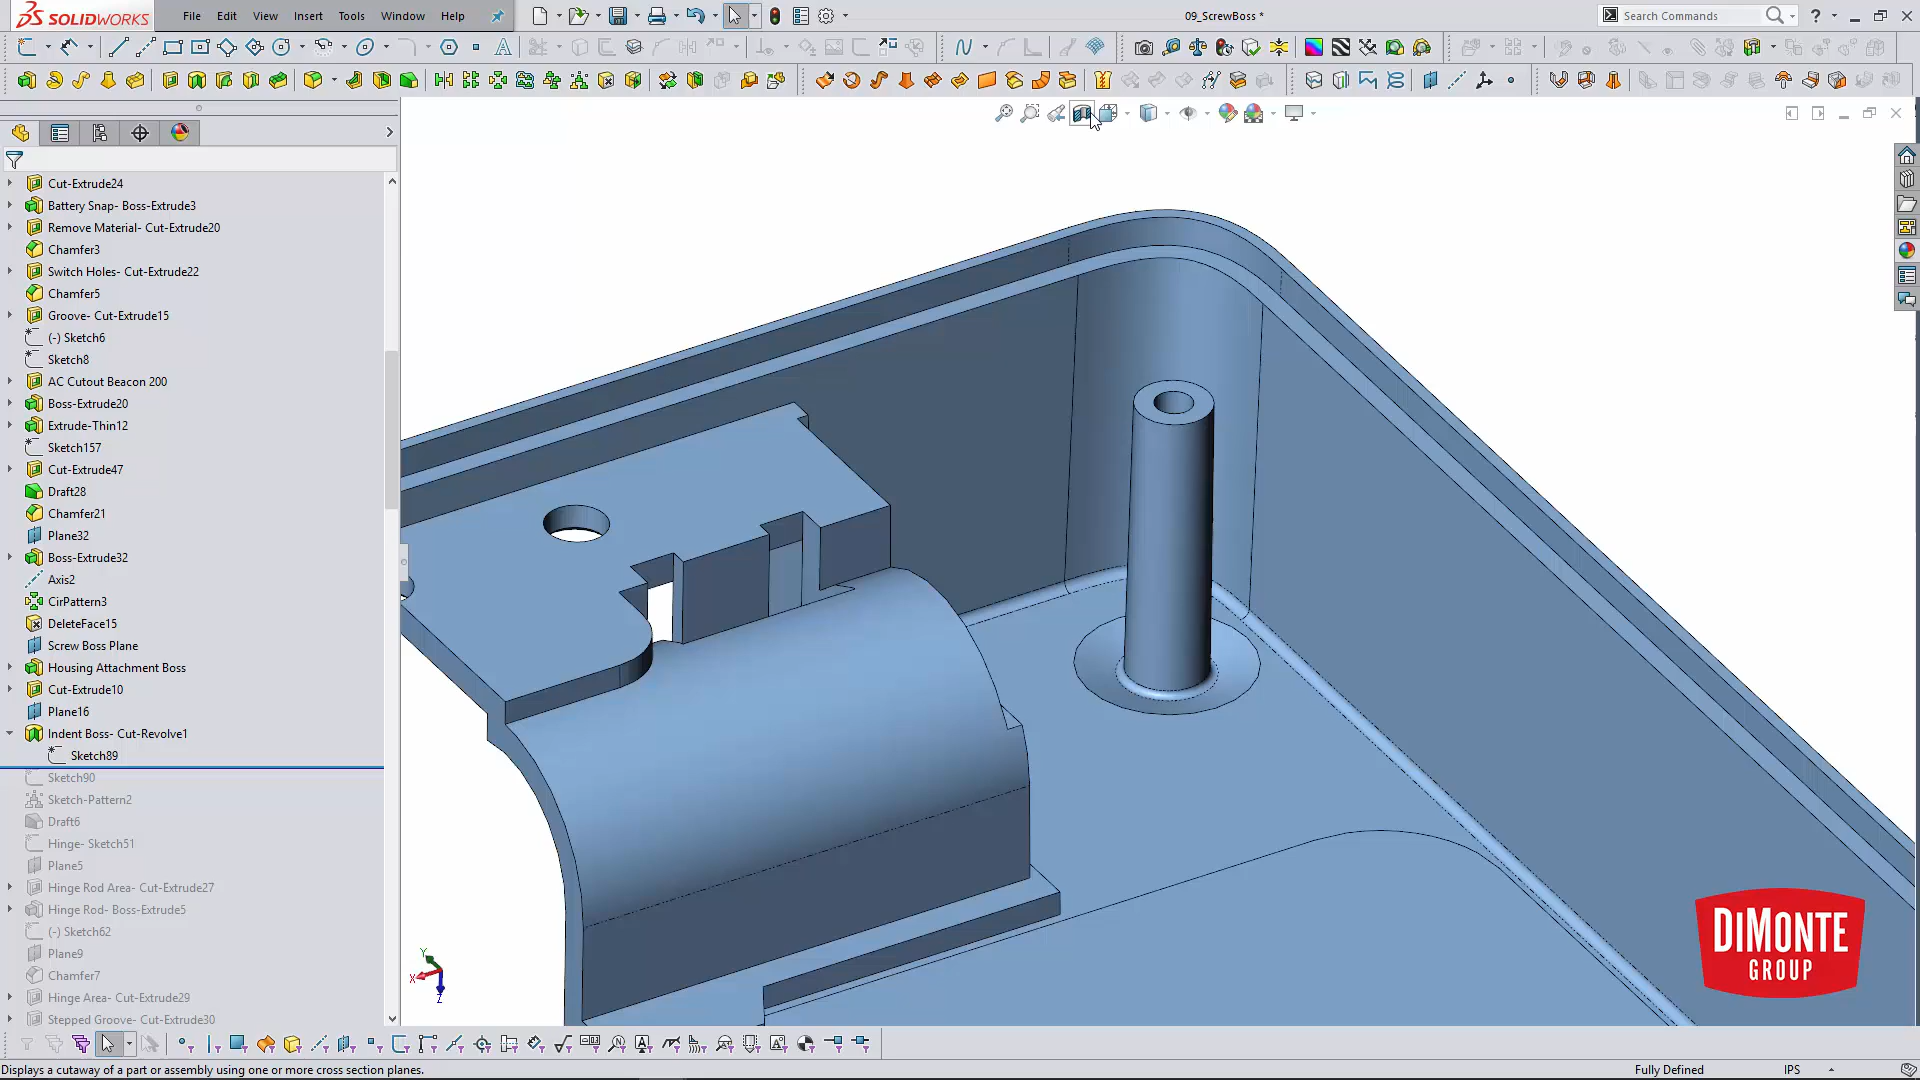 SOLIDWORKS
File
Edit
View
Insert
Tools
Window
Help
09_ScrewBoss *
Search Commands
Cut-Extrude24
Battery Snap- Boss-Extrude3
Remove Material- Cut-Extrude20
Chamfer3
Switch Holes- Cut-Extrude22
Chamfer5
Groove- Cut-Extrude15
(-) Sketch6
Sketch8
AC Cutout Beacon 200
Boss-Extrude20
Extrude-Thin12
Sketch157
Cut-Extrude47
Draft28
Chamfer21
Plane32
Boss-Extrude32
Axis2
CirPattern3
DeleteFace15
Screw Boss Plane
Housing Attachment Boss
Cut-Extrude10
Plane16
Indent Boss- Cut-Revolve1
Sketch89
Sketch90
Sketch-Pattern2
Draft6
Hinge- Sketch51
Plane5
Hinge Rod Area- Cut-Extrude27
Hinge Rod- Boss-Extrude5
(-) Sketch62
Plane9
Chamfer7
Hinge Area- Cut-Extrude29
Stepped Groove- Cut-Extrude30
Y
X
Z
DiMONTE
GROUP
Displays a cutaway of a part or assembly using one or more cross section planes.
Fully Defined
IPS